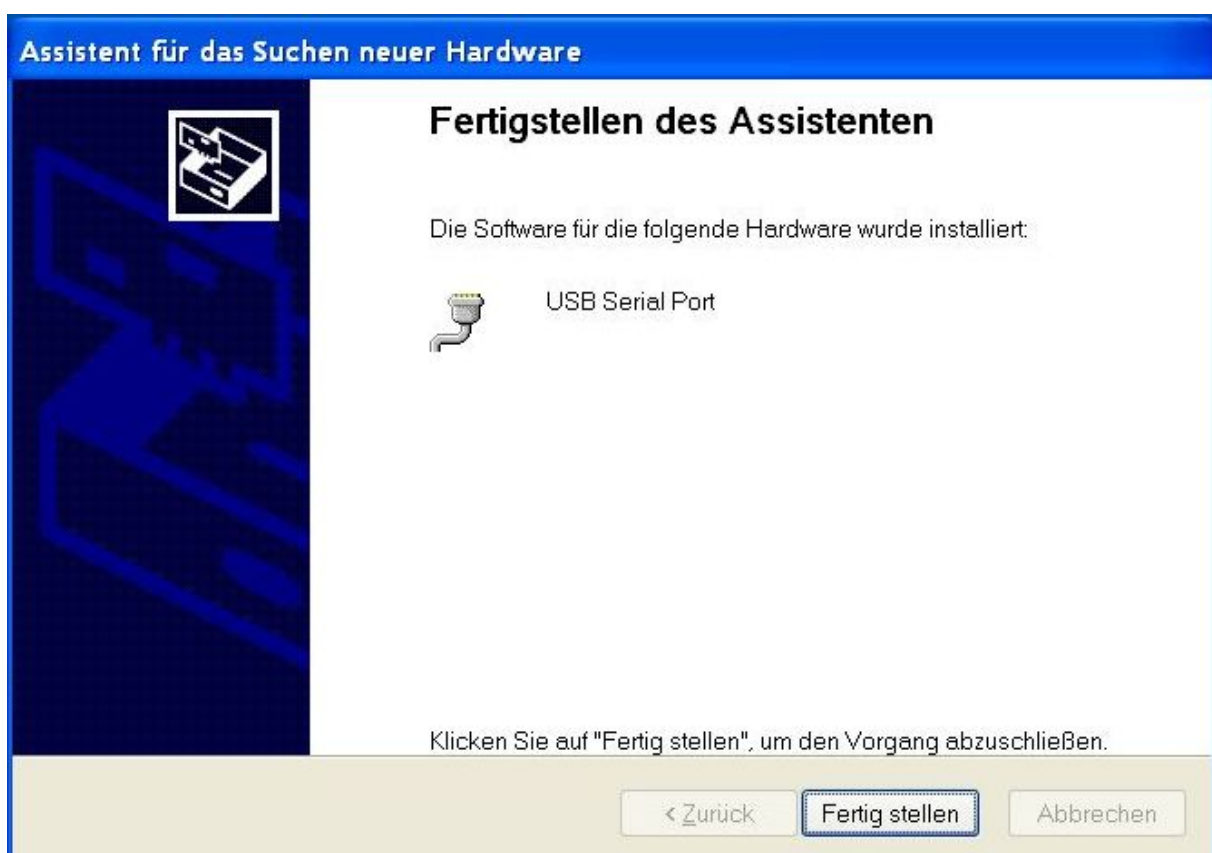 Assistent für das Suchen neuer Hardware
Fertigstellen des Assistenten
Die Software für die folgende Hardware wurde installiert:
USB Serial Port
Klicken Sie auf "Fertig stellen", um den Vorgang abzuschließen.
< Zurück Fertig stellen Abbrechen